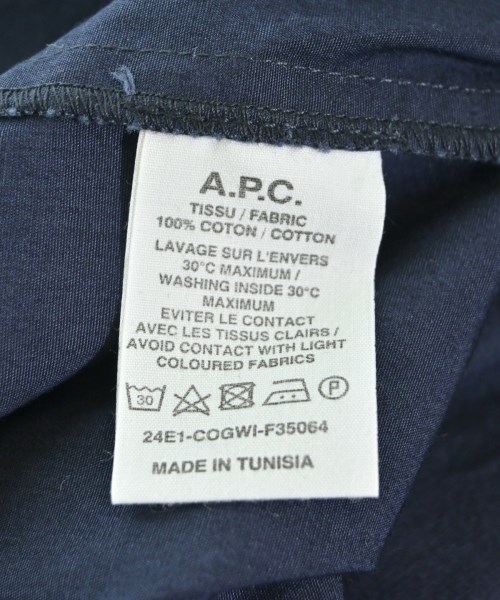 A.P.C.
TISSU / FABRIC
100% COTON / COTTON
LAVAGE SUR L'ENVERS
30°C MAXIMUM /
WASHING INSIDE 30°C
MAXIMUM
EVITER LE CONTACT
AVEC LES TISSUS CLAIRS /
AVOID CONTACT WITH LIGHT
COLOURED FABRICS
30 P
24E1-COGWI-F35064
MADE IN TUNISIA